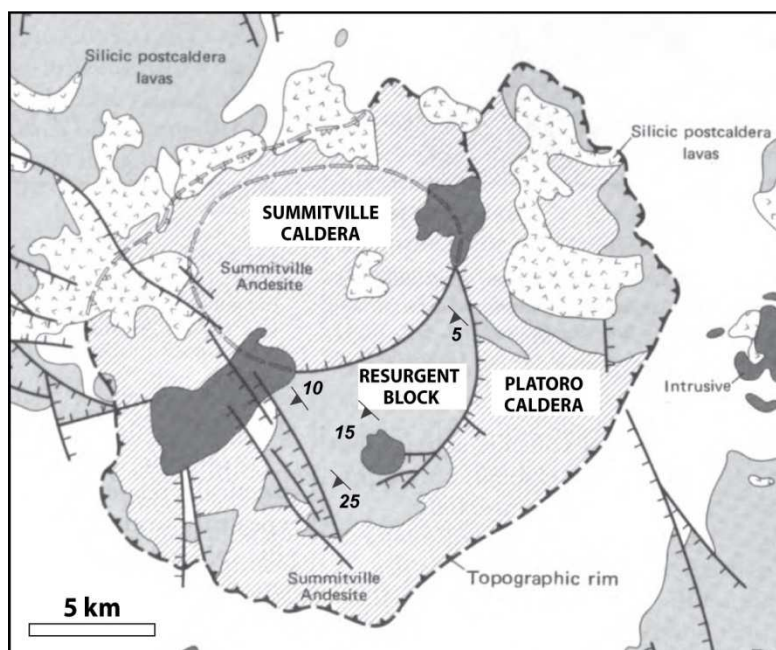 Silicic postcaldera
lavas
Silicic postcaldera
lavas
SUMMITVILLE
CALDERA
Summitville
Andesite
5
Intrusive
10
RESURGENT
BLOCK
PLATORO
CALDERA
15
25
Summitville
Andesite
Topographic rim
5 km